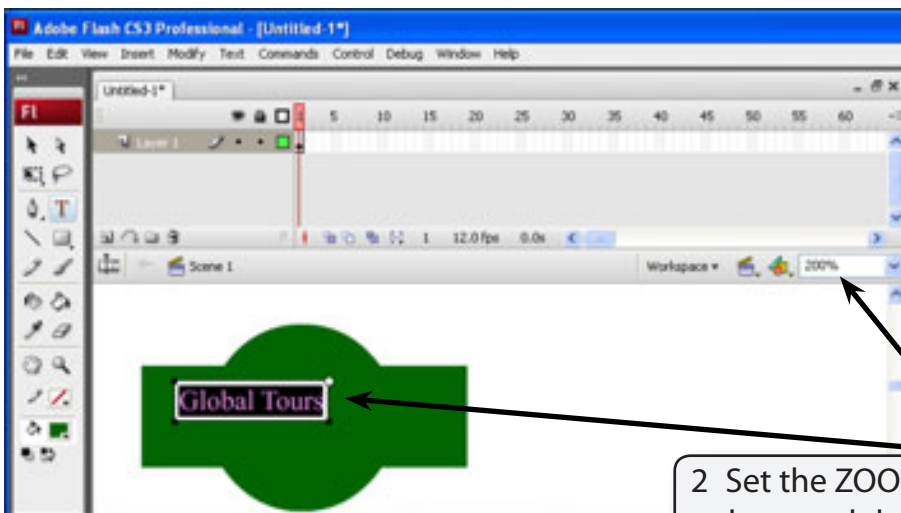 Adobe Flash CS3 Professional - [Untitled-1*]
File Edit View Insert Modify Text Commands Control Debug Window Help
Untitled-1*
Fl
5 10 15 20 25 30 35 40 45 50 55 60
Layer 1
1 12.0 fps 0.0s
Scene 1
Workspace
200%
T
Global Tours
2 Set the ZOO